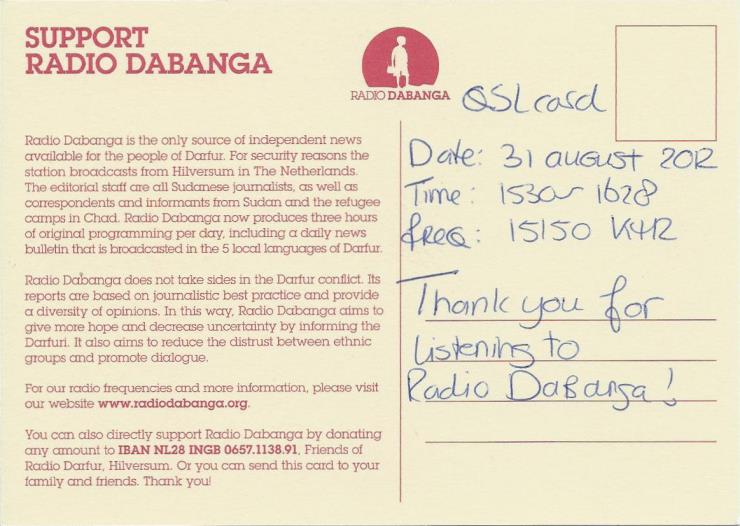 SUPPORT
RADIO DABANGA
RADIO DABANGA
Radio Dabanga is the only source of independent news
available for the people of Darfur. For security reasons the
station broadcasts from Hilversum in The Netherlands.
The editorial staff are all Sudanese journalists, as well as
correspondents and informants from Sudan and the refugee
camps in Chad. Radio Dabanga now produces three hours
of original programming per day, including a daily news
bulletin that is broadcasted in the 5 local languages of Darfur.
Radio Dabanga does not take sides in the Darfur conflict. Its
reports are based on journalistic best practice and provide
a diversity of opinions. In this way, Radio Dabanga aims to
give more hope and decrease uncertainty by informing the
Darfuri. It also aims to reduce the distrust between ethnic
groups and promote dialogue.
For our radio frequencies and more information, please visit
our website www.radiodabanga.org.
You can also directly support Radio Dabanga by donating
any amount to IBAN NL28 INGB 0657.1138.91, Friends of
Radio Darfur, Hilversum. Or you can send this card to your
family and friends. Thank you!
QSL card
Date: 31 august 2012
Time: 1530 - 1628
freq: 15150 KHZ
Thank you for
Listening to
Radio Dabanga!